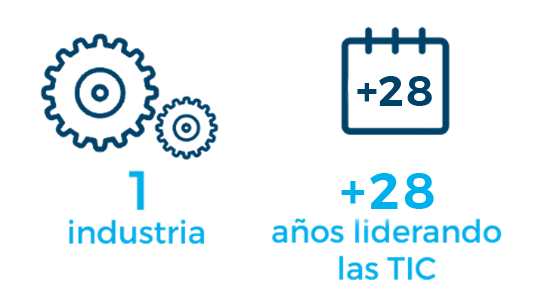 +28
1
industria
+28
años liderando
las TIC